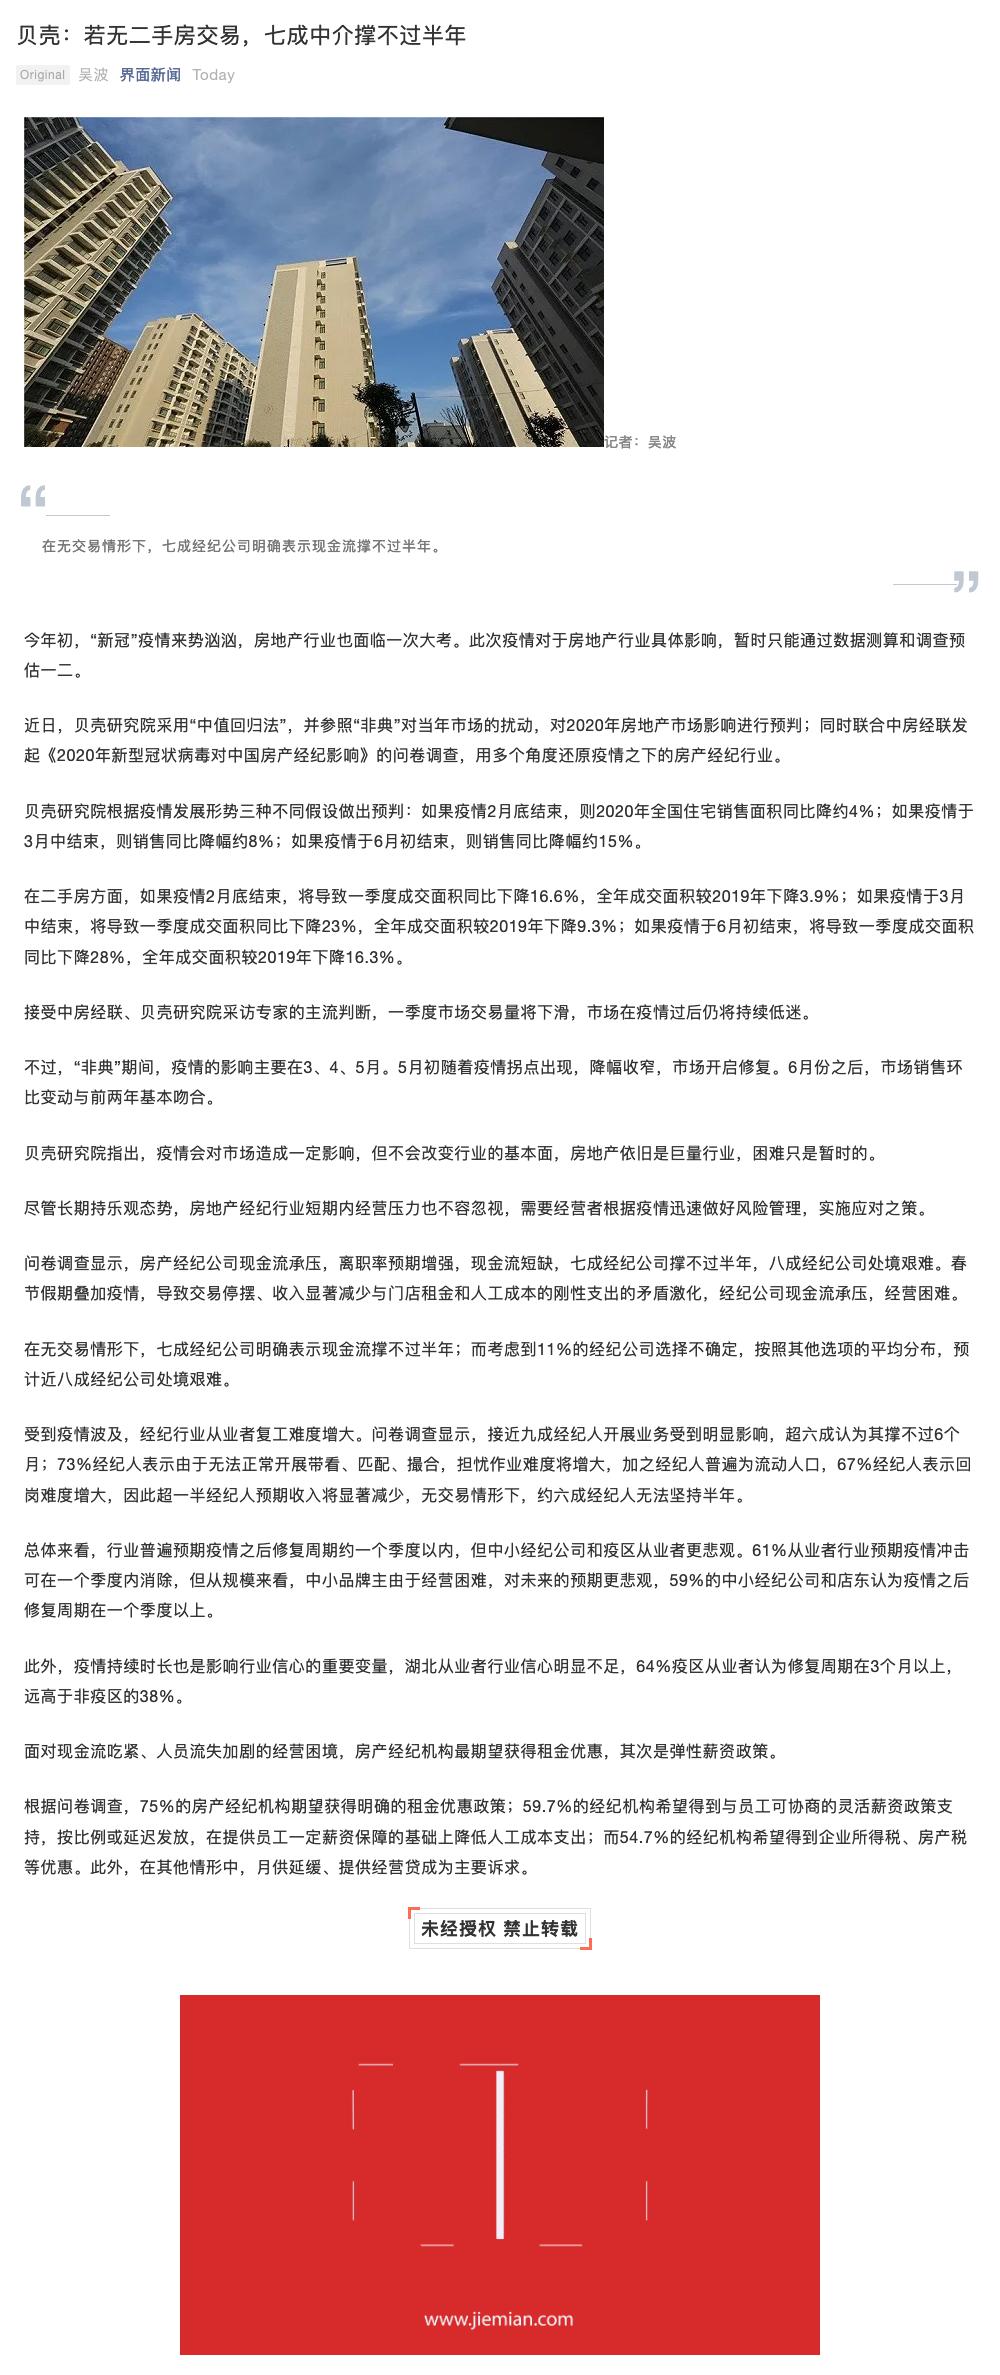 贝壳：若无二手房交易，七成中介撑不过半年
Original 吴波 界面新闻 Today
记者：吴波
“
在无交易情形下，七成经纪公司明确表示现金流撑不过半年。
”
今年初，“新冠”疫情来势汹汹，房地产行业也面临一次大考。此次疫情对于房地产行业具体影响，暂时只能通过数据测算和调查预
估一二。
近日，贝壳研究院采用“中值回归法”，并参照“非典”对当年市场的扰动，对2020年房地产市场影响进行预判；同时联合中房经联发
起《2020年新型冠状病毒对中国房产经纪影响》的问卷调查，用多个角度还原疫情之下的房产经纪行业。
贝壳研究院根据疫情发展形势三种不同假设做出预判：如果疫情2月底结束，则2020年全国住宅销售面积同比降约4%；如果疫情于
3月中结束，则销售同比降幅约8%；如果疫情于6月初结束，则销售同比降幅约15%。
在二手房方面，如果疫情2月底结束，将导致一季度成交面积同比下降16.6%，全年成交面积较2019年下降3.9%；如果疫情于3月
中结束，将导致一季度成交面积同比下降23%，全年成交面积较2019年下降9.3%；如果疫情于6月初结束，将导致一季度成交面积
同比下降28%，全年成交面积较2019年下降16.3%。
接受中房经联、贝壳研究院采访专家的主流判断，一季度市场交易量将下滑，市场在疫情过后仍将持续低迷。
不过，“非典”期间，疫情的影响主要在3、4、5月。5月初随着疫情拐点出现，降幅收窄，市场开启修复。6月份之后，市场销售环
比变动与前两年基本吻合。
贝壳研究院指出，疫情会对市场造成一定影响，但不会改变行业的基本面，房地产依旧是巨量行业，困难只是暂时的。
尽管长期持乐观态势，房地产经纪行业短期内经营压力也不容忽视，需要经营者根据疫情迅速做好风险管理，实施应对之策。
问卷调查显示，房产经纪公司现金流承压，离职率预期增强，现金流短缺，七成经纪公司撑不过半年，八成经纪公司处境艰难。春
节假期叠加疫情，导致交易停摆、收入显著减少与门店租金和人工成本的刚性支出的矛盾激化，经纪公司现金流承压，经营困难。
在无交易情形下，七成经纪公司明确表示现金流撑不过半年；而考虑到11%的经纪公司选择不确定，按照其他选项的平均分布，预
计近八成经纪公司处境艰难。
受到疫情波及，经纪行业从业者复工难度增大。问卷调查显示，接近九成经纪人开展业务受到明显影响，超六成认为其撑不过6个
月；73%经纪人表示由于无法正常开展带看、匹配、撮合，担忧作业难度将增大，加之经纪人普遍为流动人口，67%经纪人表示回
岗难度增大，因此超一半经纪人预期收入将显著减少，无交易情形下，约六成经纪人无法坚持半年。
总体来看，行业普遍预期疫情之后修复周期约一个季度以内，但中小经纪公司和疫区从业者更悲观。61%从业者行业预期疫情冲击
可在一个季度内消除，但从规模来看，中小品牌主由于经营困难，对未来的预期更悲观，59%的中小经纪公司和店东认为疫情之后
修复周期在一个季度以上。
此外，疫情持续时长也是影响行业信心的重要变量，湖北从业者行业信心明显不足，64%疫区从业者认为修复周期在3个月以上，
远高于非疫区的38%。
面对现金流吃紧、人员流失加剧的经营困境，房产经纪机构最期望获得租金优惠，其次是弹性薪资政策。
根据问卷调查，75%的房产经纪机构期望获得明确的租金优惠政策；59.7%的经纪机构希望得到与员工可协商的灵活薪资政策支
持，按比例或延迟发放，在提供员工一定薪资保障的基础上降低人工成本支出；而54.7%的经纪机构希望得到企业所得税、房产税
等优惠。此外，在其他情形中，月供延缓、提供经营贷成为主要诉求。
未经授权 禁止转载
www.jiemian.com